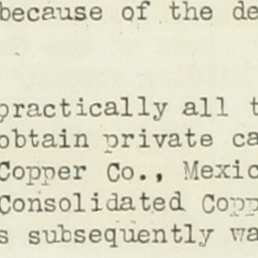 because of the de
practically all t
obtain private ca
Copper Co., Mexic
Consolidated Copp
s subsequently wa